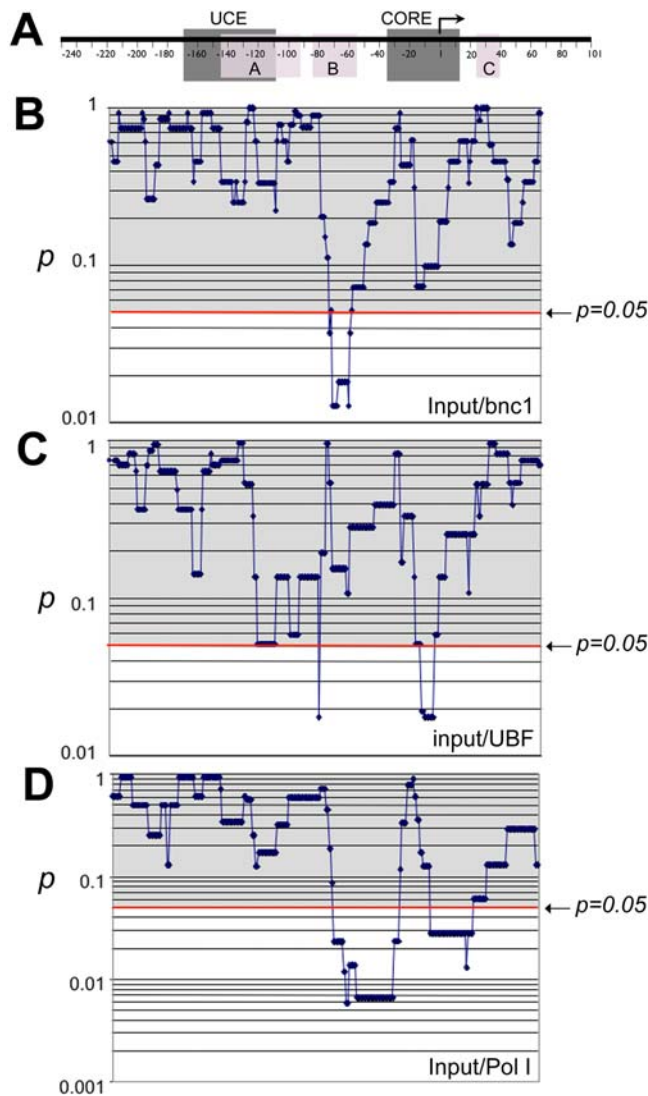 A
UCE CORE
A B C
-240 -220 -200 -180 -160 -140 -120 -100 -80 -60 -40 -20 1 20 40 60 80 101
B
1
p 0.1
p=0.05
0.01
Input/bnc1
C
1
p 0.1
p=0.05
0.01
input/UBF
D
1
p 0.1
p=0.05
0.01
0.001
Input/Pol I